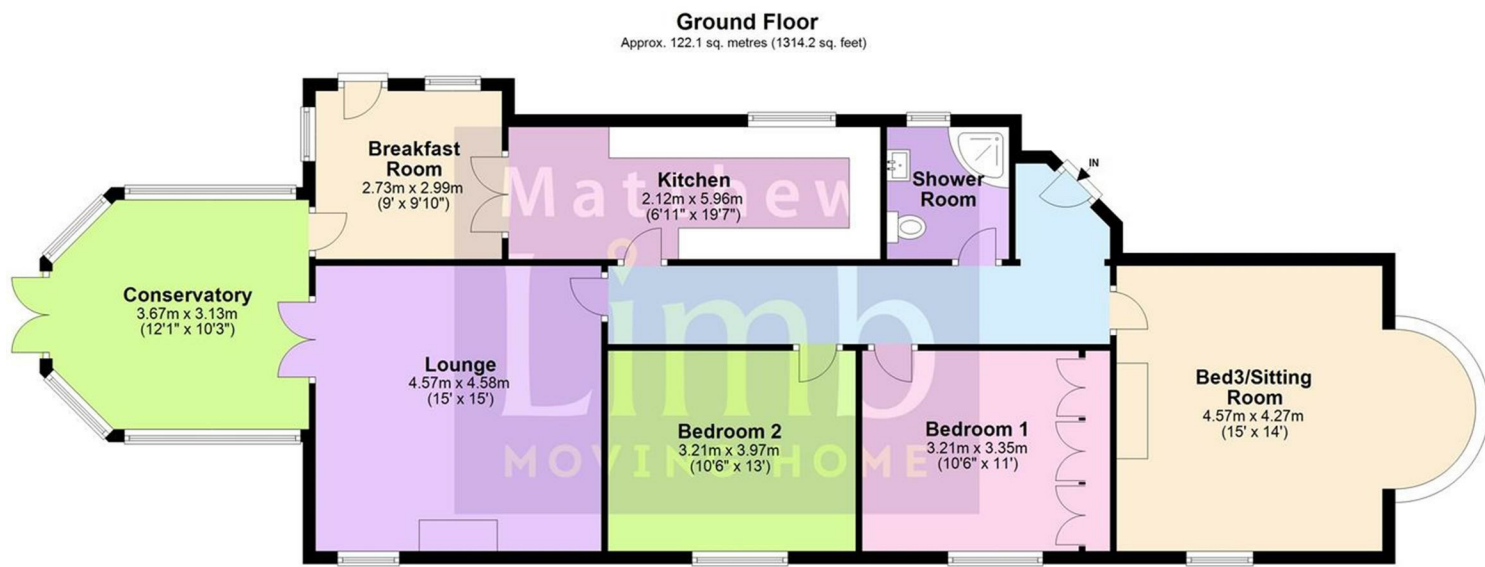 Ground Floor
Approx. 122.1 sq. metres (1314.2 sq. feet)
Breakfast
Room
2.73m x 2.99m
(9' x 9'10")
Kitchen
2.12m x 5.96m
(6'11" x 19'7")
Shower
Room
IN
Conservatory
3.67m x 3.13m
(12'1" x 10'3")
Lounge
4.57m x 4.58m
(15' x 15')
Bedroom 2
3.21m x 3.97m
(10'6" x 13')
Bedroom 1
3.21m x 3.35m
(10'6" x 11')
Bed3/Sitting
Room
4.57m x 4.27m
(15' x 14')
Matthew
Limb
MOVING HOME